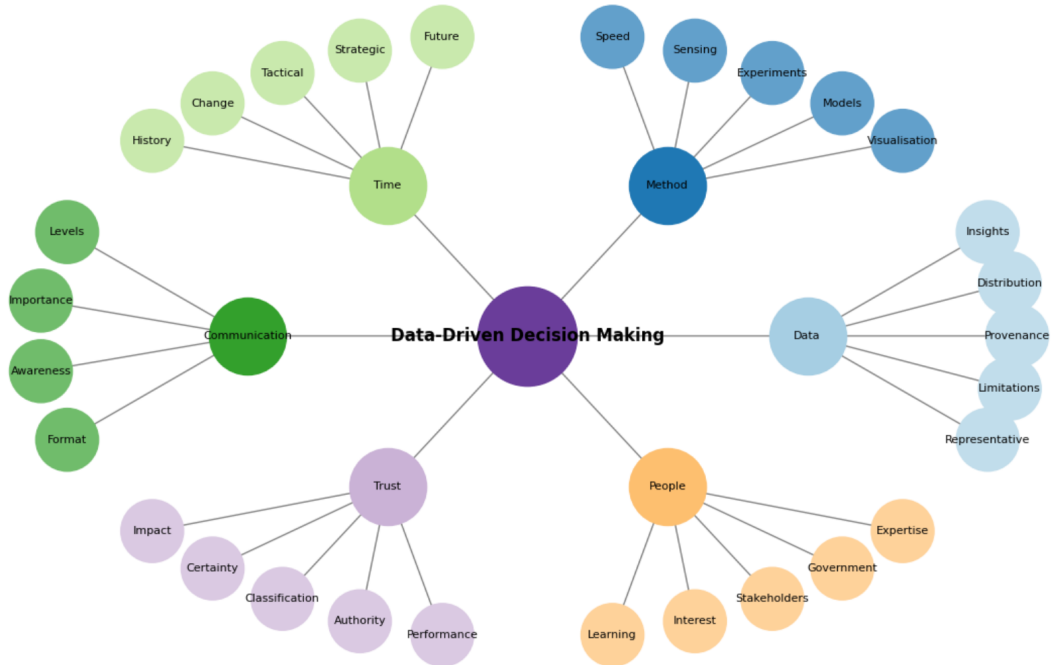 Future
Speed
Strategic
Sensing
Tactical
Experiments
Change
Models
History
Visualisation
Time
Method
Levels
Insights
Distribution
Importance
Communication
Data-Driven Decision Making
Data
Provenance
Awareness
Limitations
Format
Representative
Trust
People
Impact
Expertise
Certainty
Government
Classification
Stakeholders
Authority
Interest
Performance
Learning